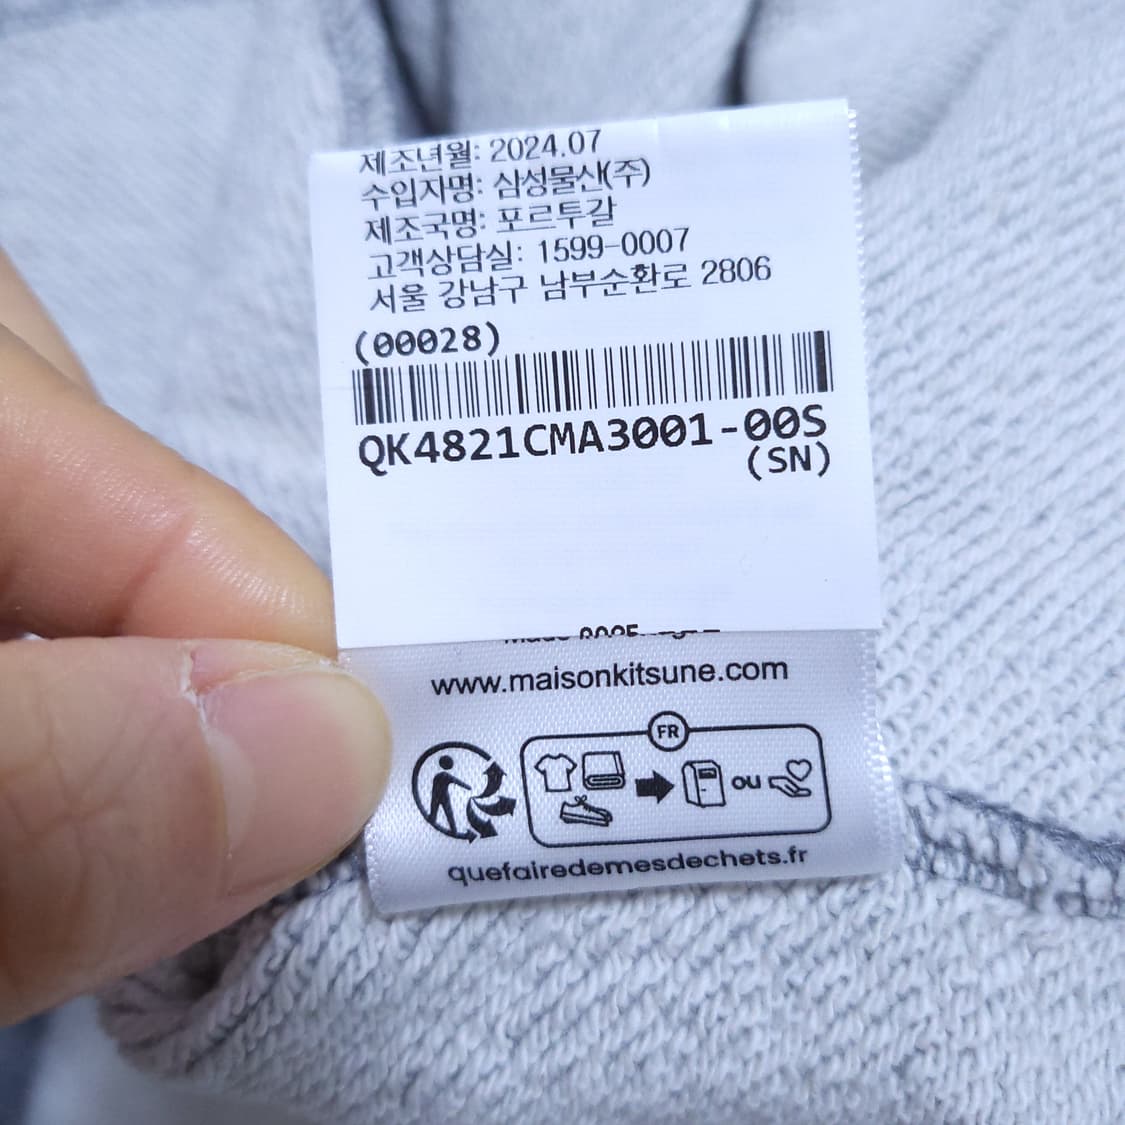 제조년월: 2024.07
수입자명: 삼성물산(주)
제조국명: 포르투갈
고객상담실: 1599-0007
서울 강남구 남부순환로 2806
(00028)
QK4821CMA3001-00S
(SN)
www.maisonkitsune.com
FR
ou
quefairedemesdechets.fr